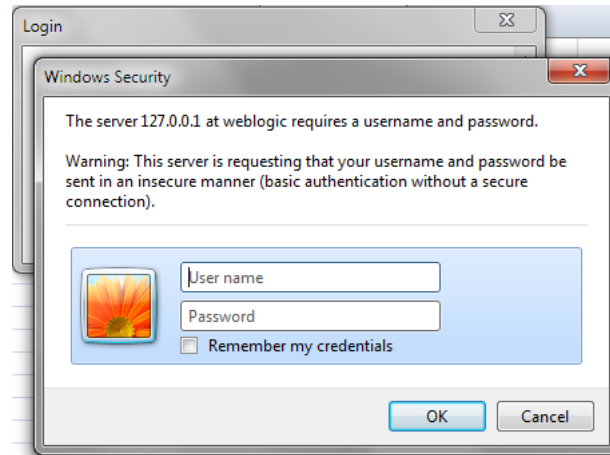 Login
Windows Security
The server 127.0.0.1 at weblogic requires a username and password.
Warning: This server is requesting that your username and password be
sent in an insecure manner (basic authentication without a secure
connection).
User name
Password
Remember my credentials
OK
Cancel